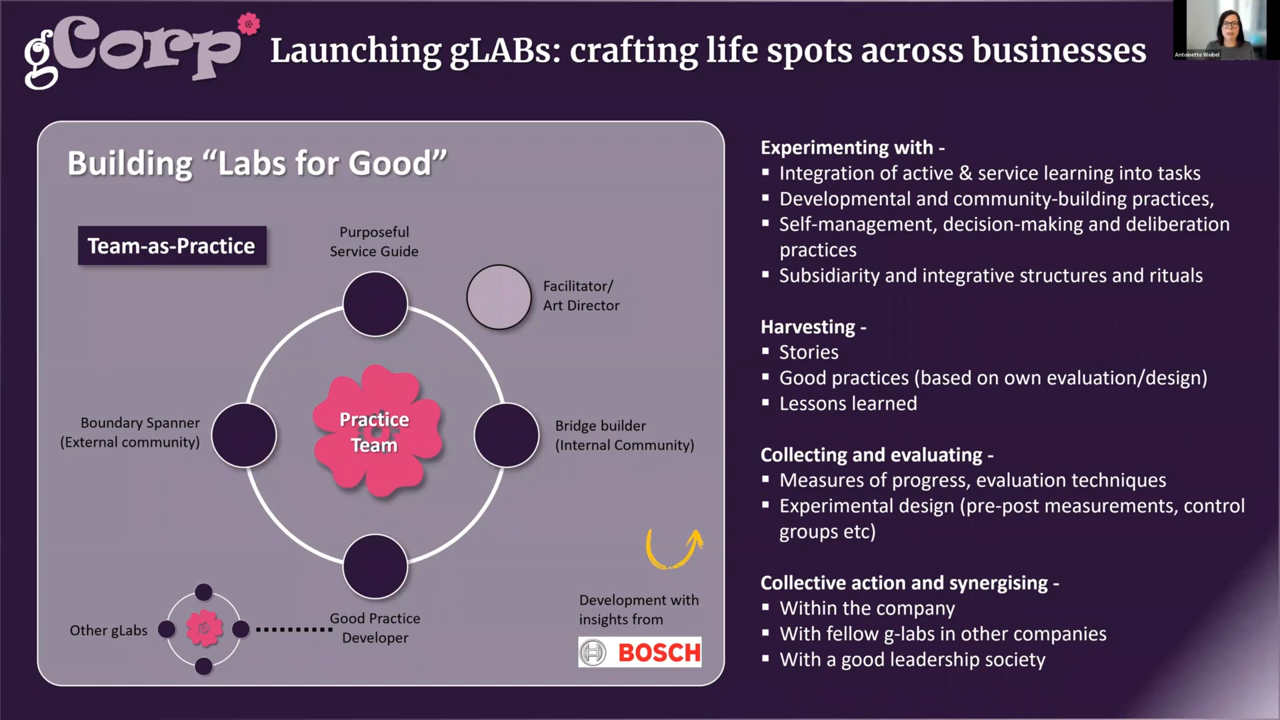 gCorp
Launching gLABs: crafting life spots across businesses
Antoinette Weibel
Building “Labs for Good”
Team-as-Practice
Purposeful
Service Guide
Facilitator/
Art Director
Boundary Spanner
(External community)
Practice
Team
Bridge builder
(Internal Community)
Good Practice
Developer
Other gLabs
Development with
insights from
BOSCH
Experimenting with -
▪ Integration of active & service learning into tasks
▪ Developmental and community-building practices,
▪ Self-management, decision-making and deliberation
practices
▪ Subsidiarity and integrative structures and rituals
Harvesting -
▪ Stories
▪ Good practices (based on own evaluation/design)
▪ Lessons learned
Collecting and evaluating -
▪ Measures of progress, evaluation techniques
▪ Experimental design (pre-post measurements, control
groups etc)
Collective action and synergising -
▪ Within the company
▪ With fellow g-labs in other companies
▪ With a good leadership society